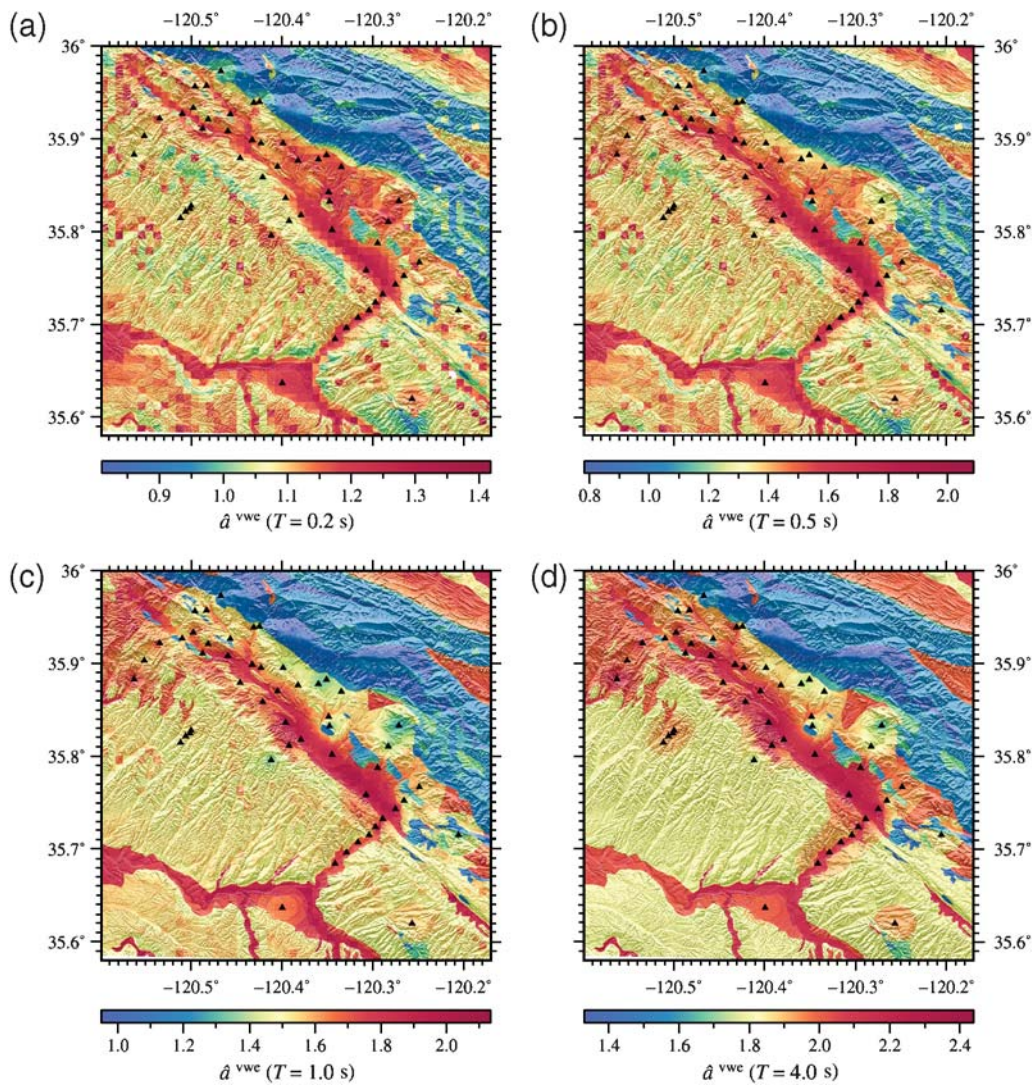 (a)
−120.5° −120.4° −120.3° −120.2°
(b)
−120.5° −120.4° −120.3° −120.2°
36°
35.9°
35.8°
35.7°
35.6°
36°
35.9°
35.8°
35.7°
35.6°
0.9 1.0 1.1 1.2 1.3 1.4
â vwe (T = 0.2 s)
0.8 1.0 1.2 1.4 1.6 1.8 2.0
â vwe (T = 0.5 s)
(c)
(d)
36°
35.9°
35.8°
35.7°
35.6°
36°
35.9°
35.8°
35.7°
35.6°
−120.5° −120.4° −120.3° −120.2°
−120.5° −120.4° −120.3° −120.2°
1.0 1.2 1.4 1.6 1.8 2.0
â vwe (T = 1.0 s)
1.4 1.6 1.8 2.0 2.2 2.4
â vwe (T = 4.0 s)